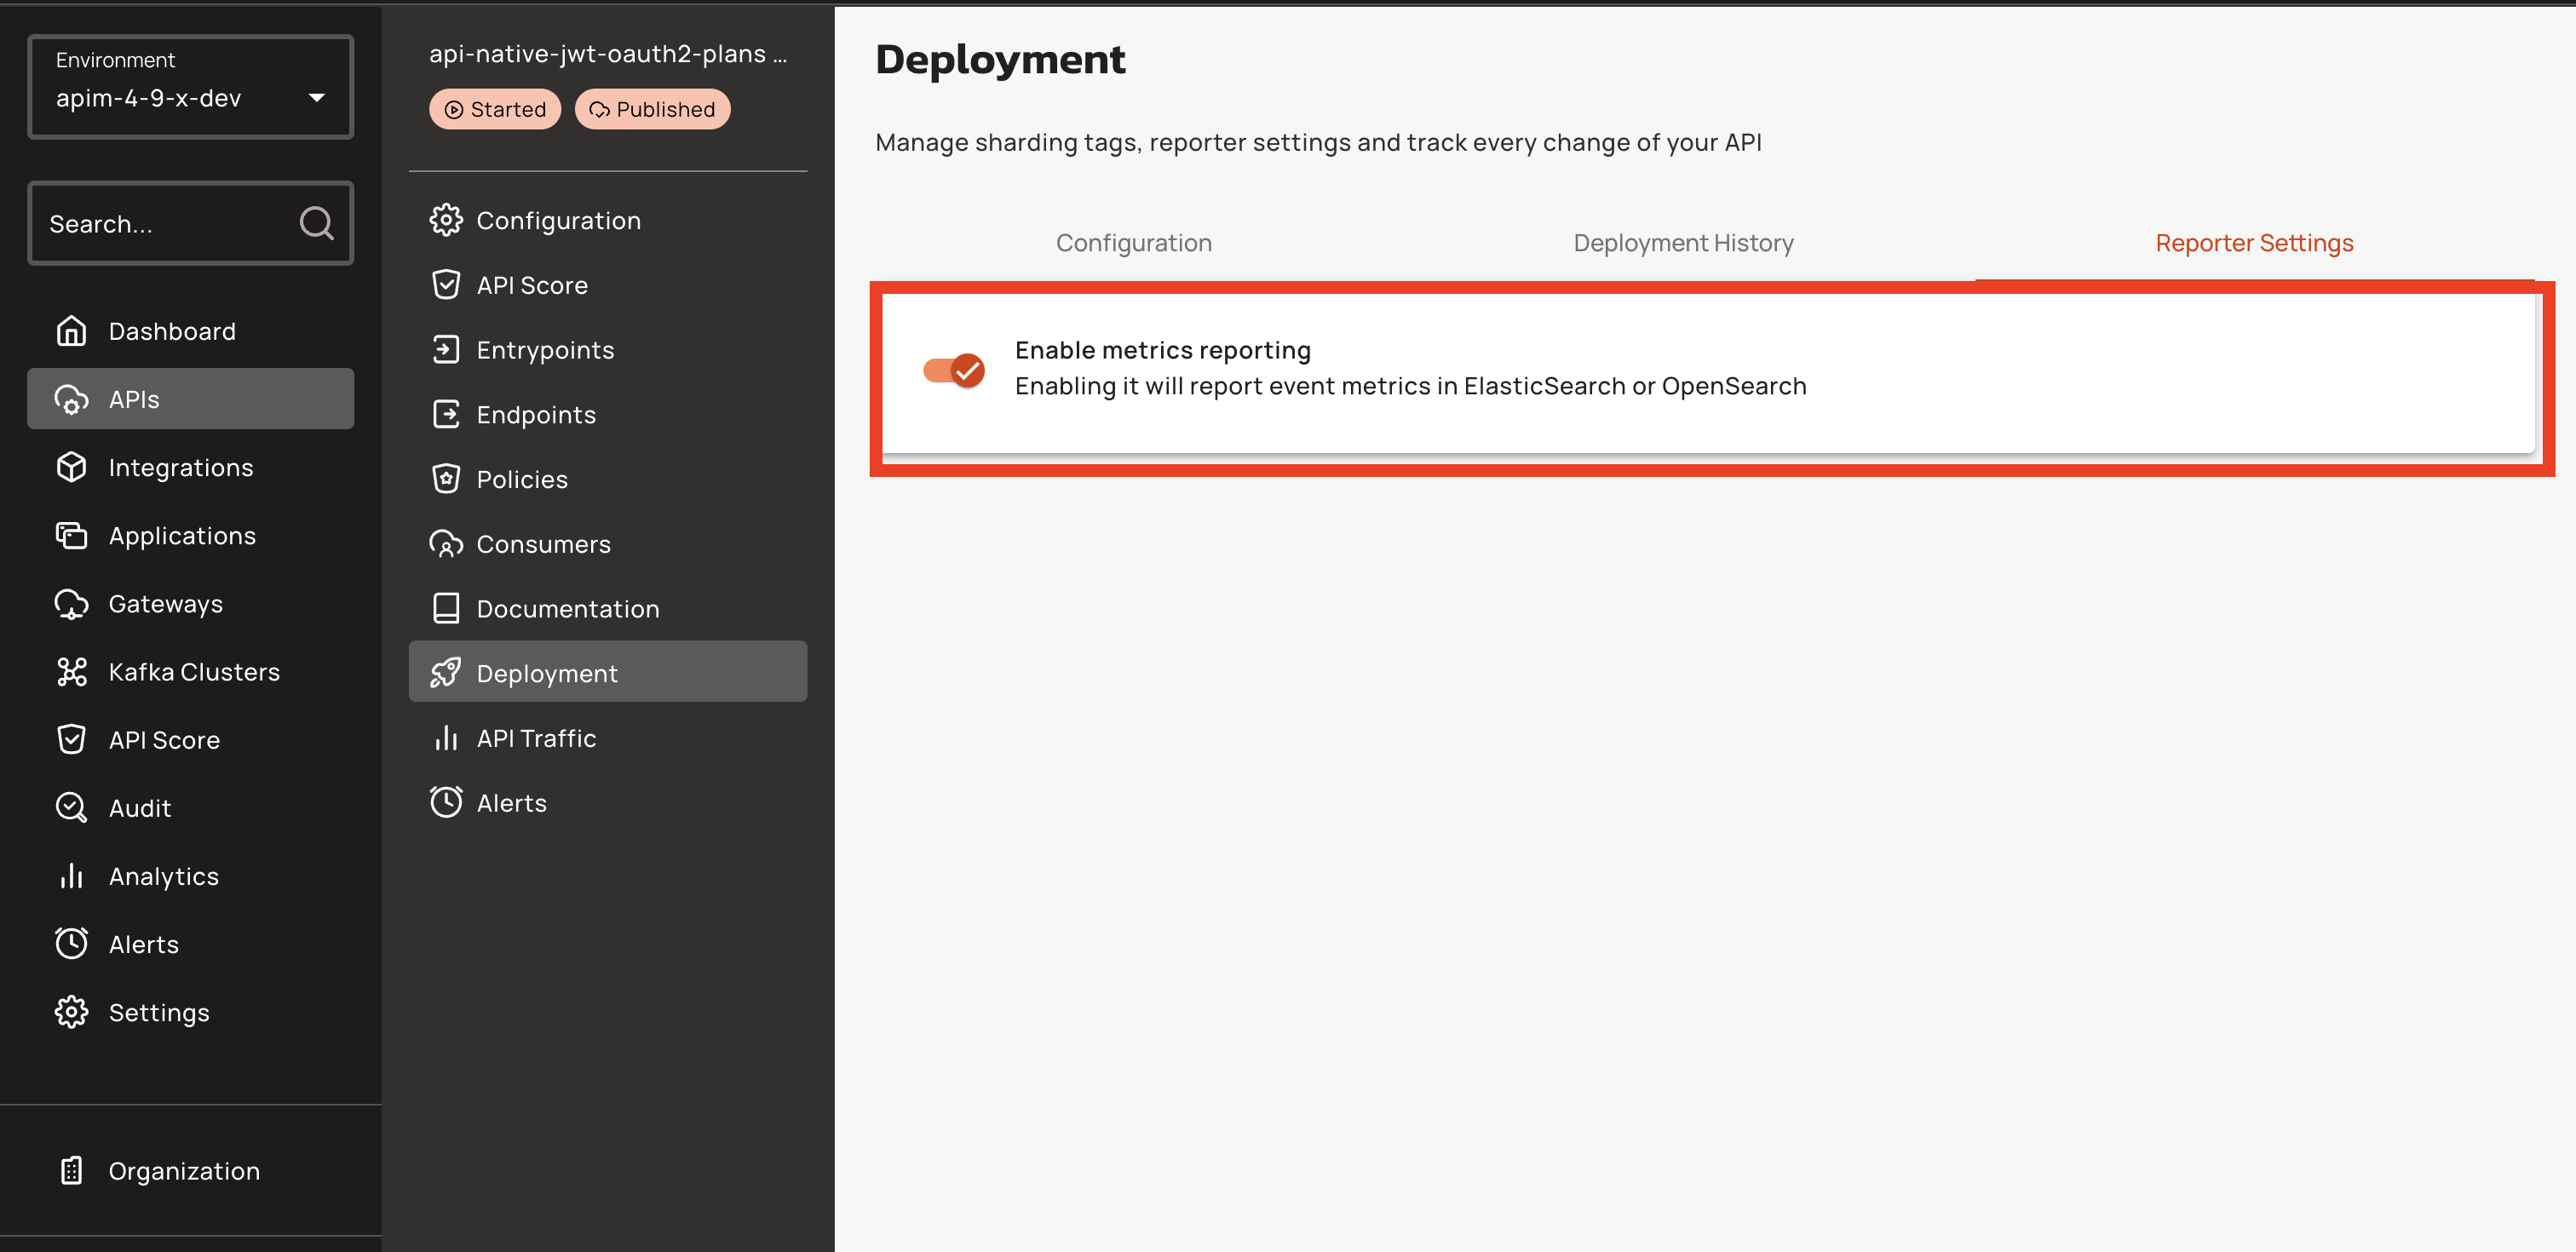 Environment
apim-4-9-x-dev
Search...
Dashboard
APIs
Integrations
Applications
Gateways
Kafka Clusters
API Score
Audit
Analytics
Alerts
Settings
Organization
api-native-jwt-oauth2-plans ...
Started Published
Configuration
API Score
Entrypoints
Endpoints
Policies
Consumers
Documentation
Deployment
API Traffic
Alerts
Deployment
Manage sharding tags, reporter settings and track every change of your API
Configuration Deployment History Reporter Settings
Enable metrics reporting
Enabling it will report event metrics in ElasticSearch or OpenSearch